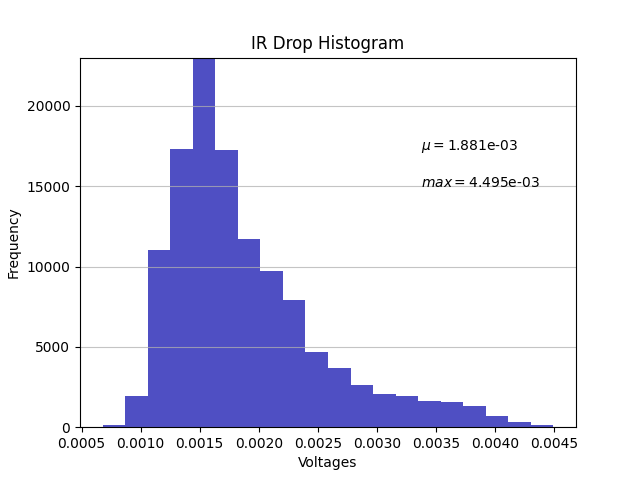 IR Drop Histogram
20000
15000
10000
5000
0
Frequency
μ = 1.881e-03
max = 4.495e-03
0.0005 0.0010 0.0015 0.0020 0.0025 0.0030 0.0035 0.0040 0.0045
Voltages